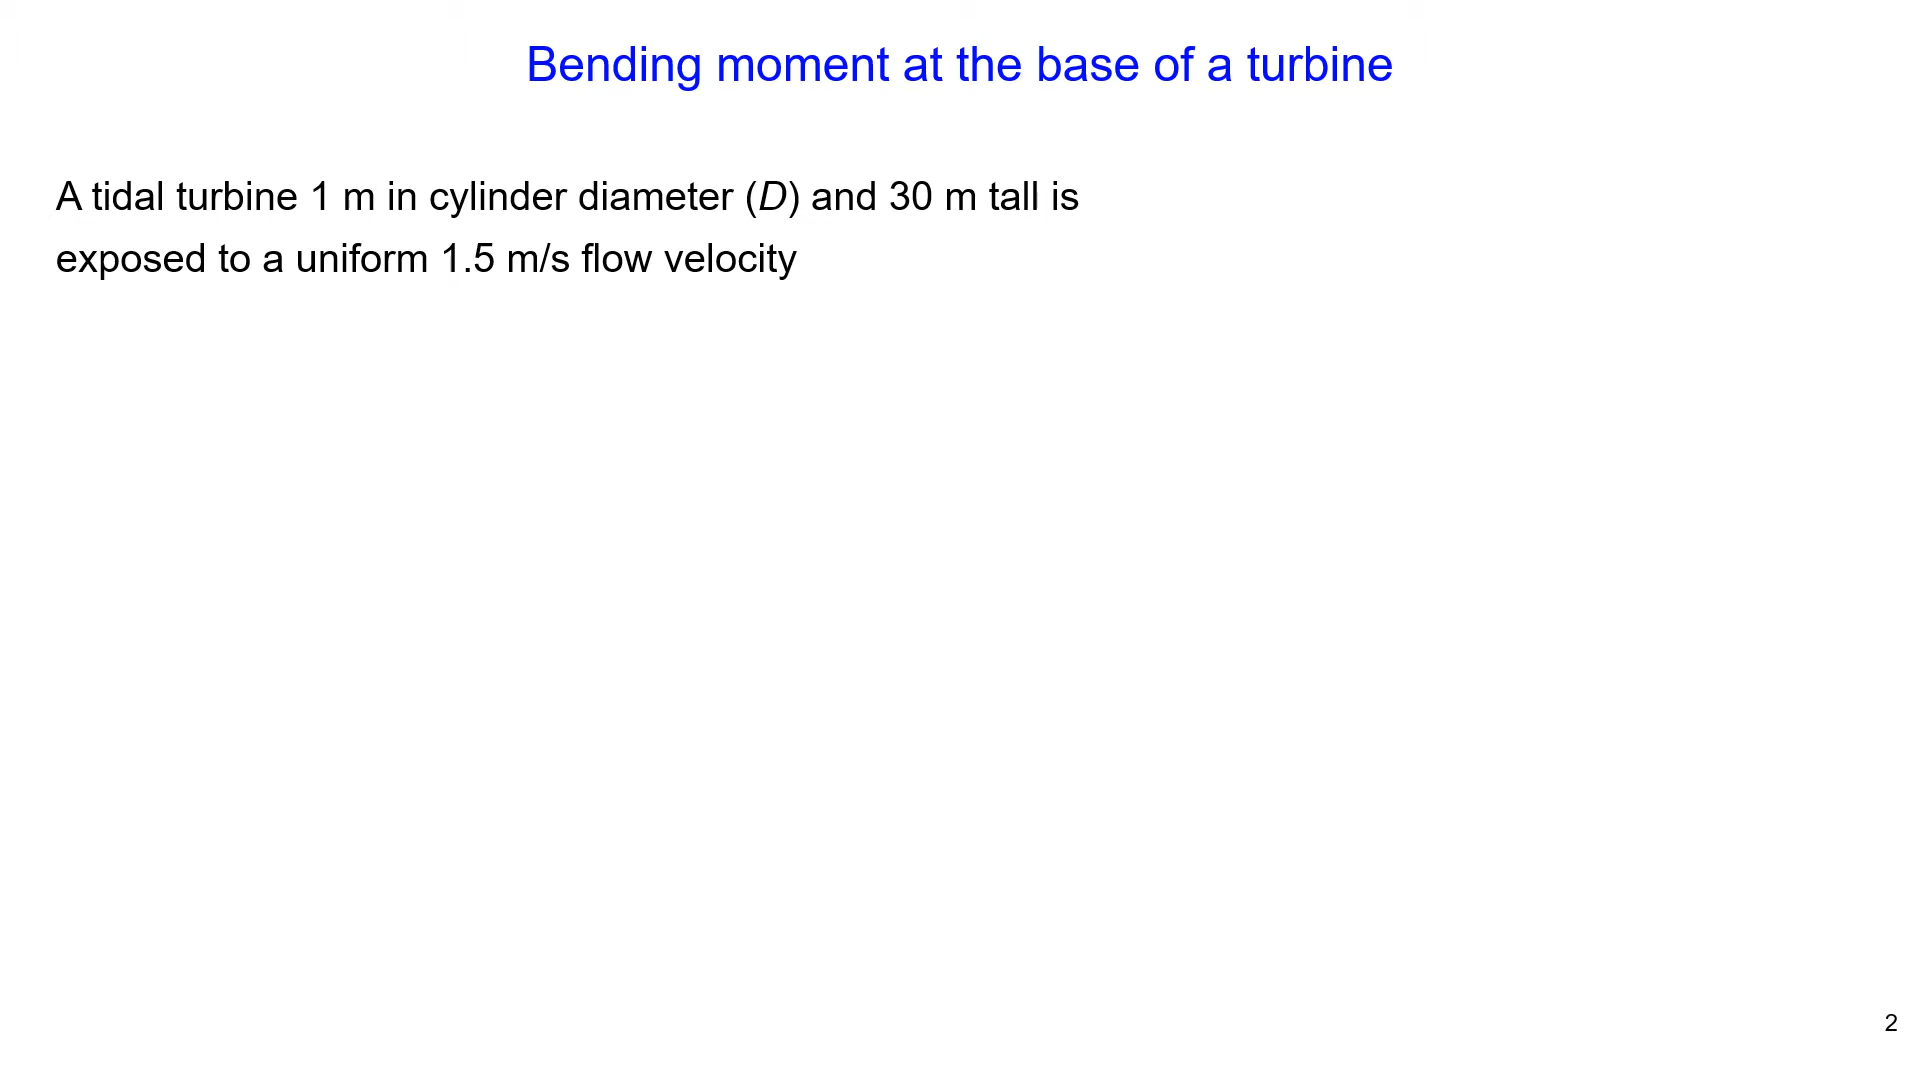 Bending moment at the base of a turbine
A tidal turbine 1 m in cylinder diameter (D) and 30 m tall is
exposed to a uniform 1.5 m/s flow velocity
2